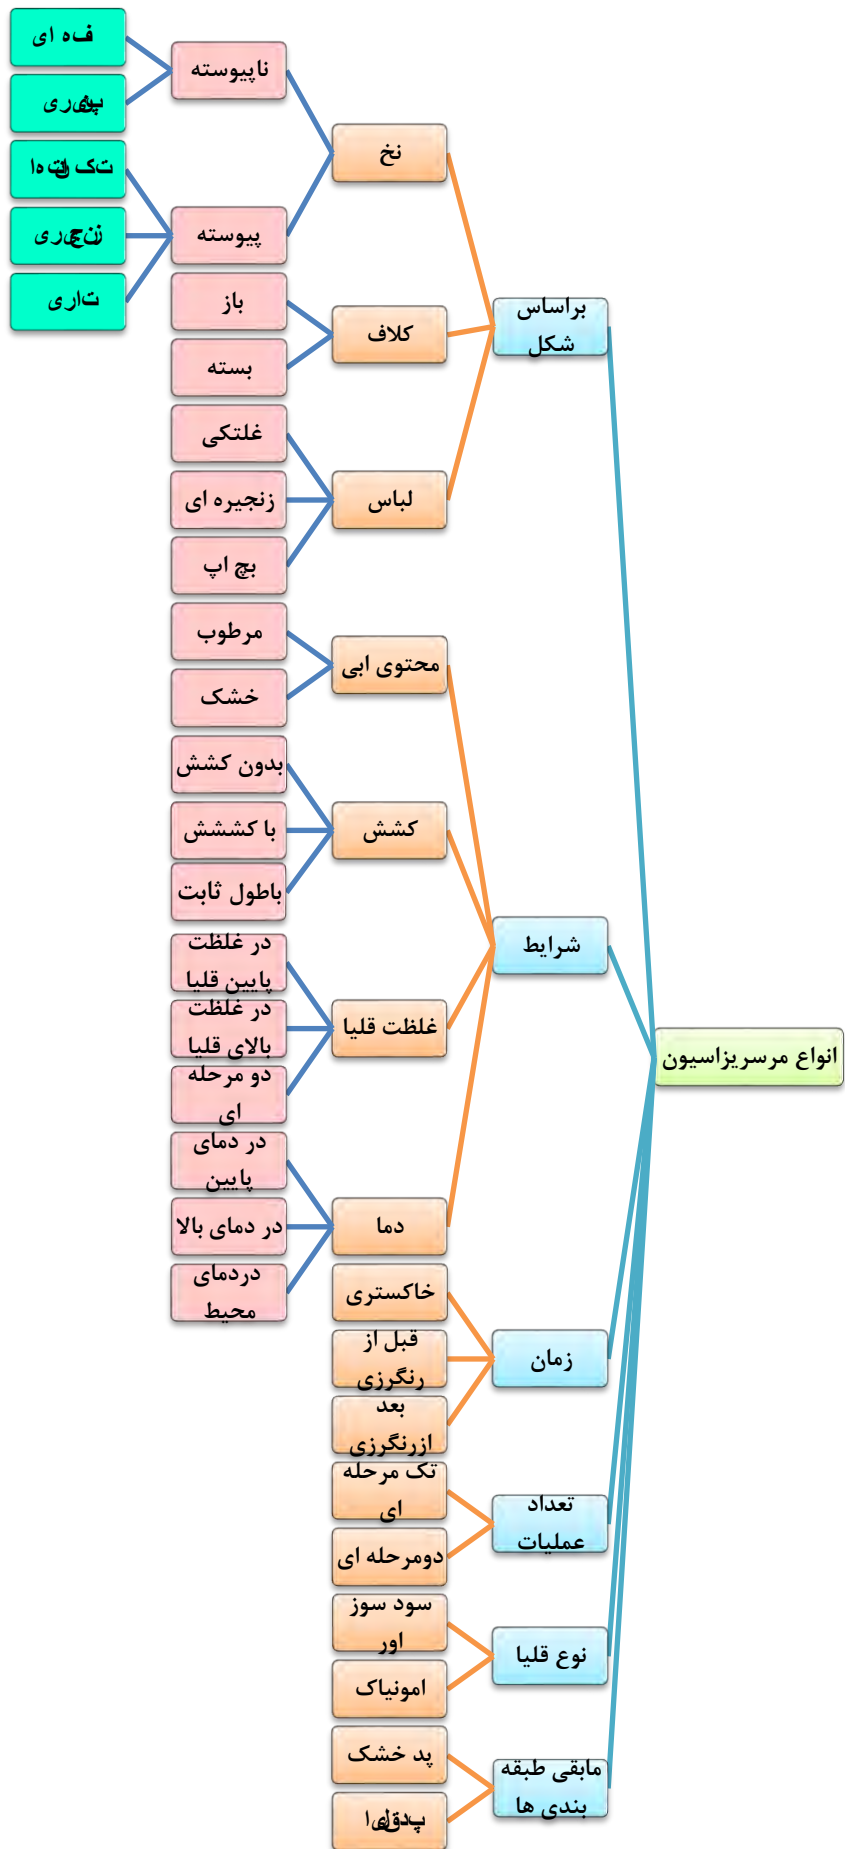 انواع مرسریزاسیون
براساس
شکل
نخ
ناپیوسته
پیوسته
تاری
کلاف
باز
بسته
لباس
غلتکی
زنجیره ای
بچ اپ
شرایط
محتوی ابی
مرطوب
خشک
کشش
بدون کشش
با کششش
باطول ثابت
غلظت قلیا
در غلظت
پایین قلیا
در غلظت
بالای قلیا
دو مرحله
ای
دما
در دمای
پایین
در دمای بالا
دردمای
محیط
زمان
خاکستری
قبل از
رنگرزی
بعد
ازرنگرزی
تعداد
عملیات
تک مرحله
ای
دومرحله ای
نوع قلیا
سود سوز
اور
امونیاک
مابقی طبقه
بندی ها
پد خشک